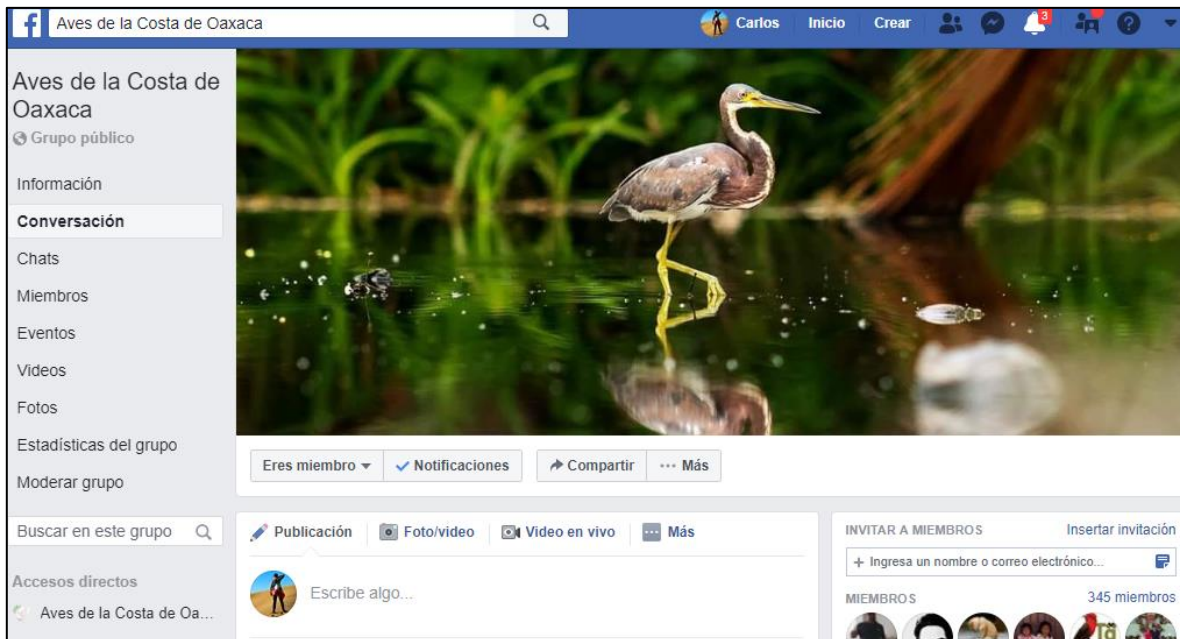 Aves de la Costa de Oaxaca
Carlos
Inicio
Crear
3
Aves de la Costa de
Oaxaca
Grupo público
Información
Conversación
Chats
Miembros
Eventos
Videos
Fotos
Estadísticas del grupo
Moderar grupo
Buscar en este grupo
Accesos directos
Aves de la Costa de Oa...
Eres miembro
Notificaciones
Compartir
Más
Publicación
Foto/video
Video en vivo
Más
Escribe algo...
INVITAR A MIEMBROS
Insertar invitación
+ Ingresa un nombre o correo electrónico...
MIEMBROS
345 miembros